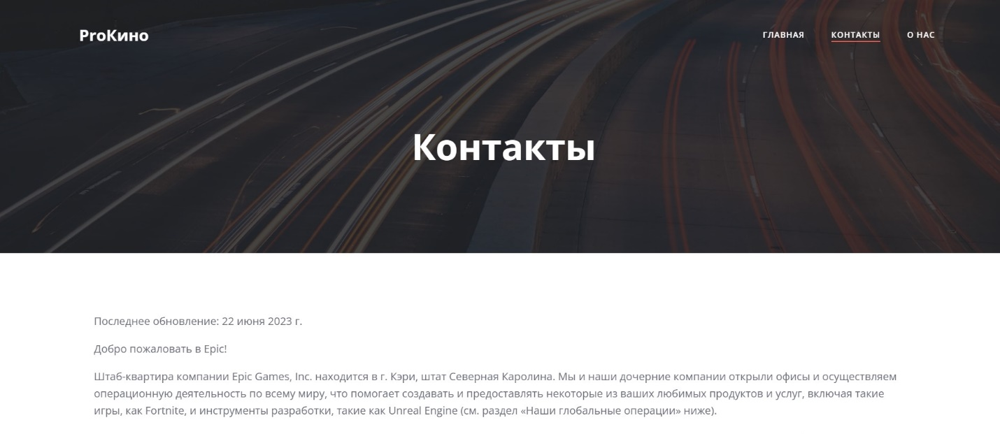 ProКино
ГЛАВНАЯ
КОНТАКТЫ
О НАС
Контакты
Последнее обновление: 22 июня 2023 г.
Добро пожаловать в Epic!
Штаб-квартира компании Epic Games, Inc. находится в г. Кэри, штат Северная Каролина. Мы и наши дочерние компании открыли офисы и осуществляем
операционную деятельность по всему миру, что помогает создавать и предоставлять некоторые из ваших любимых продуктов и услуг, включая такие
игры, как Fortnite, и инструменты разработки, такие как Unreal Engine (см. раздел «Наши глобальные операции» ниже).